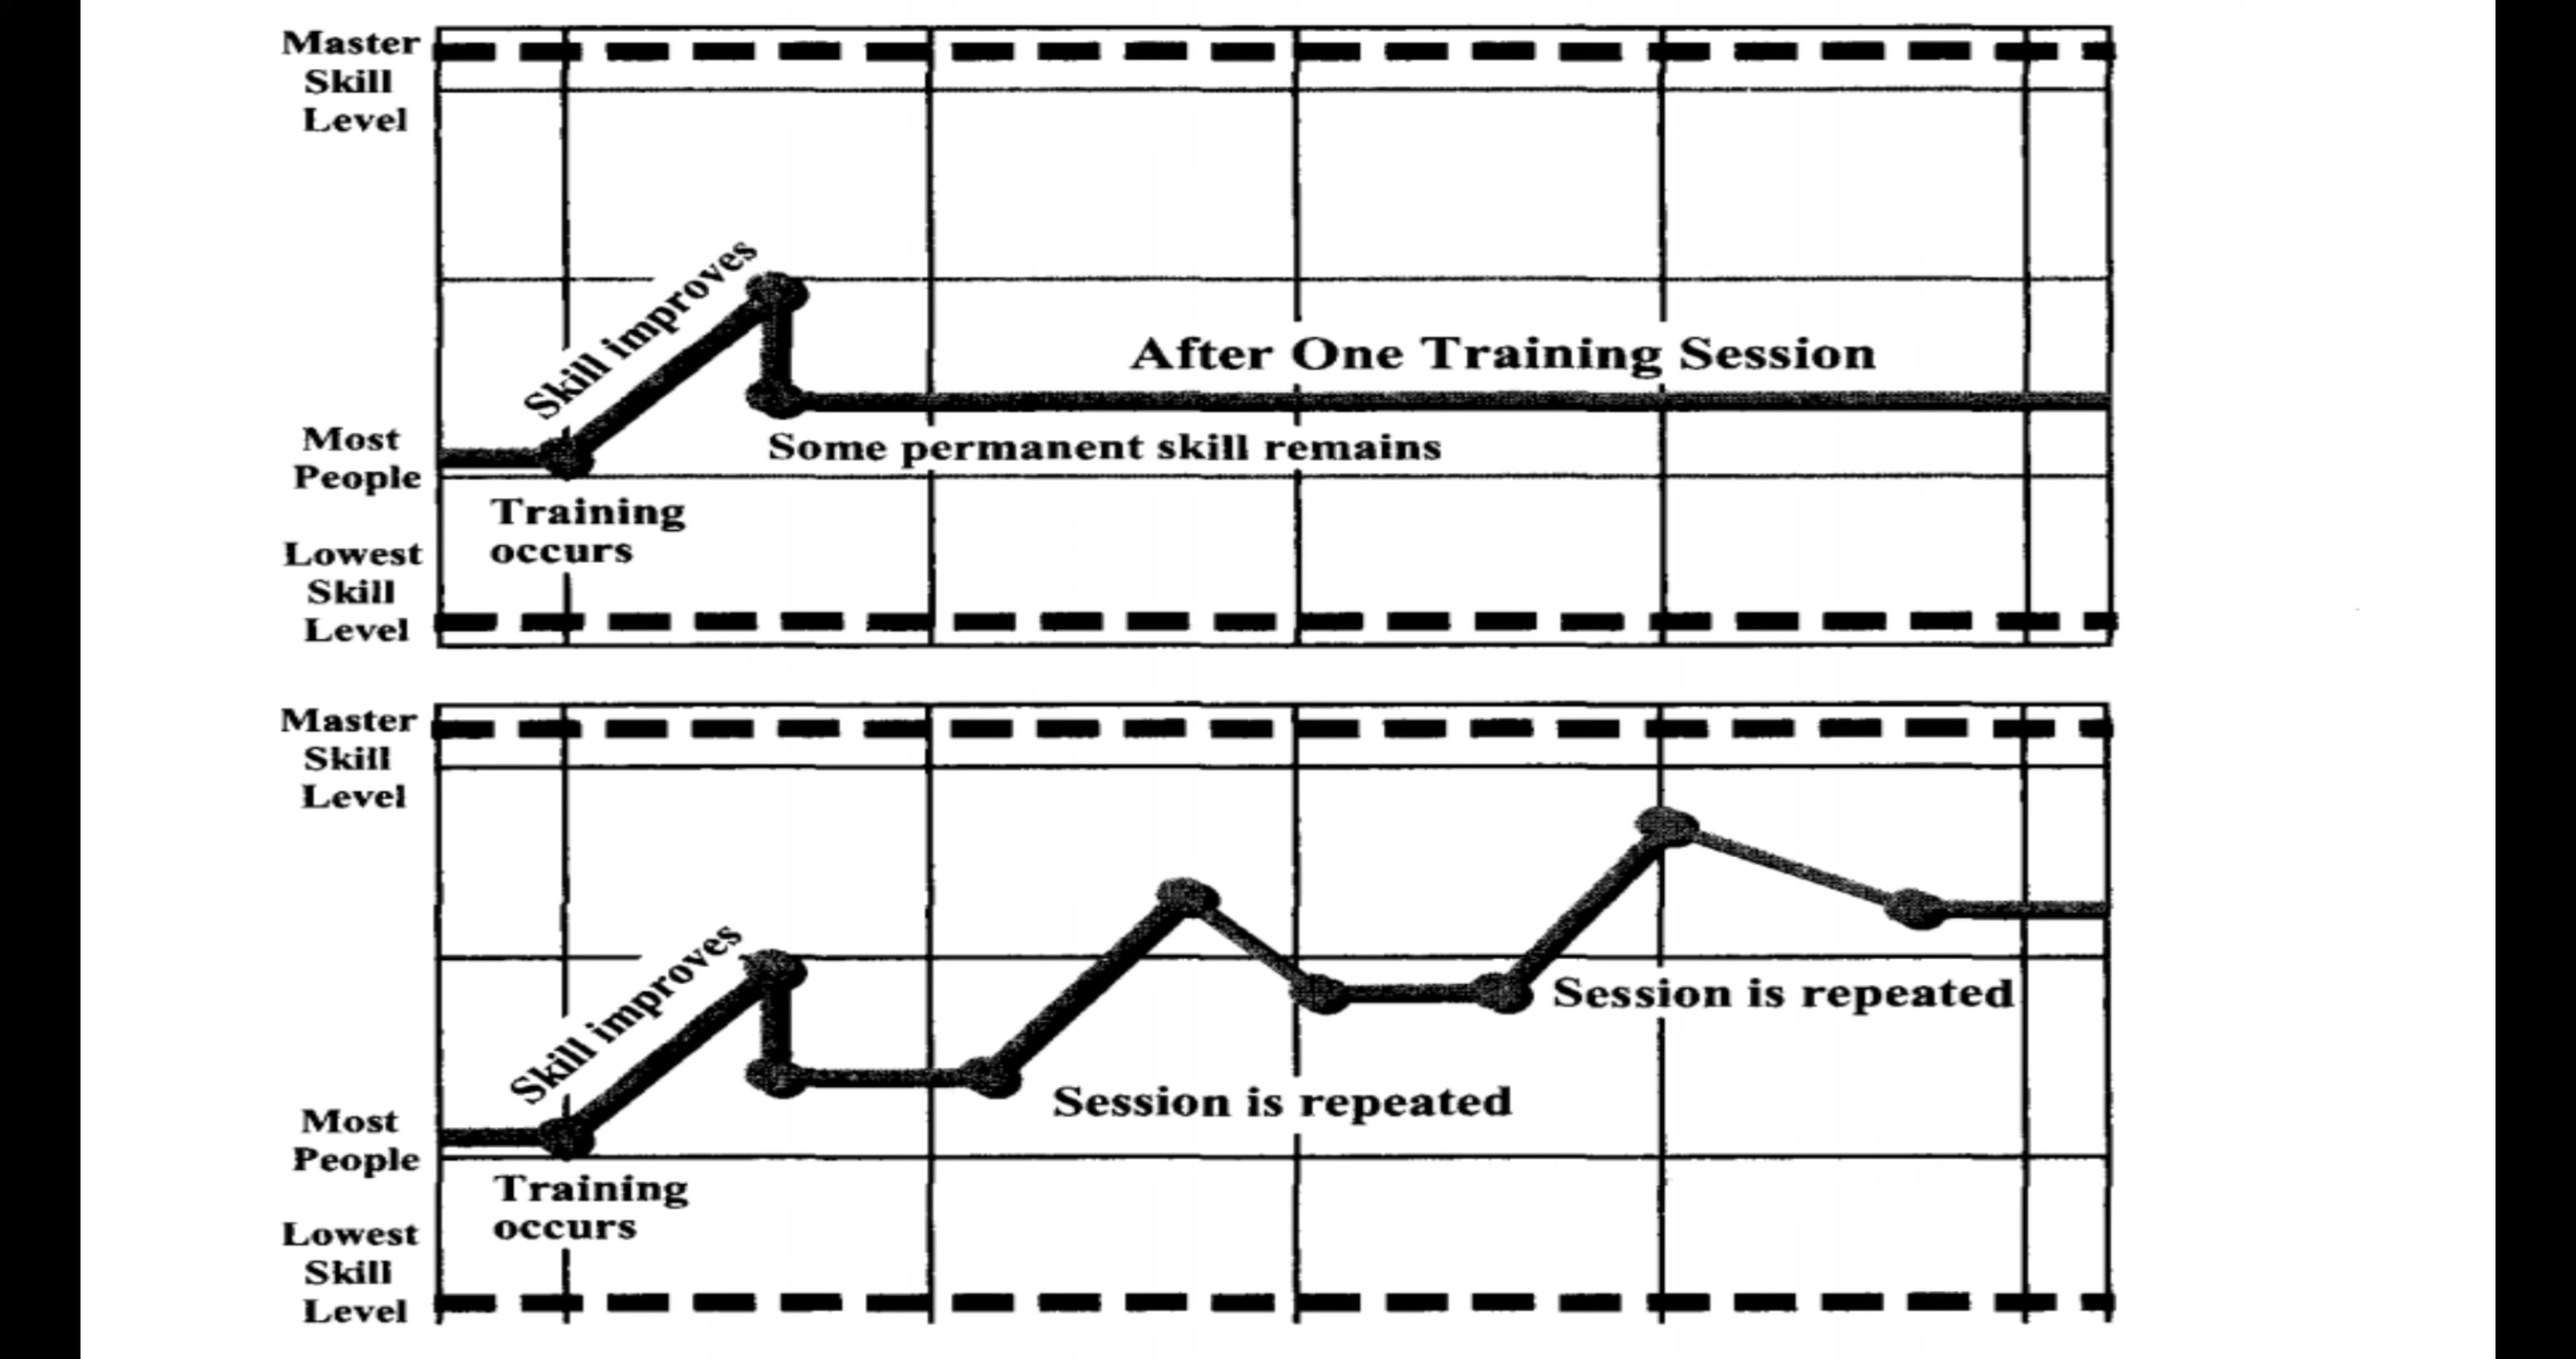 Master
Skill
Level
Skill improves
After One Training Session
Most
People
Some permanent skill remains
Training
occurs
Lowest
Skill
Level
Master
Skill
Level
Skill improves
Session is repeated
Session is repeated
Most
People
Training
occurs
Lowest
Skill
Level